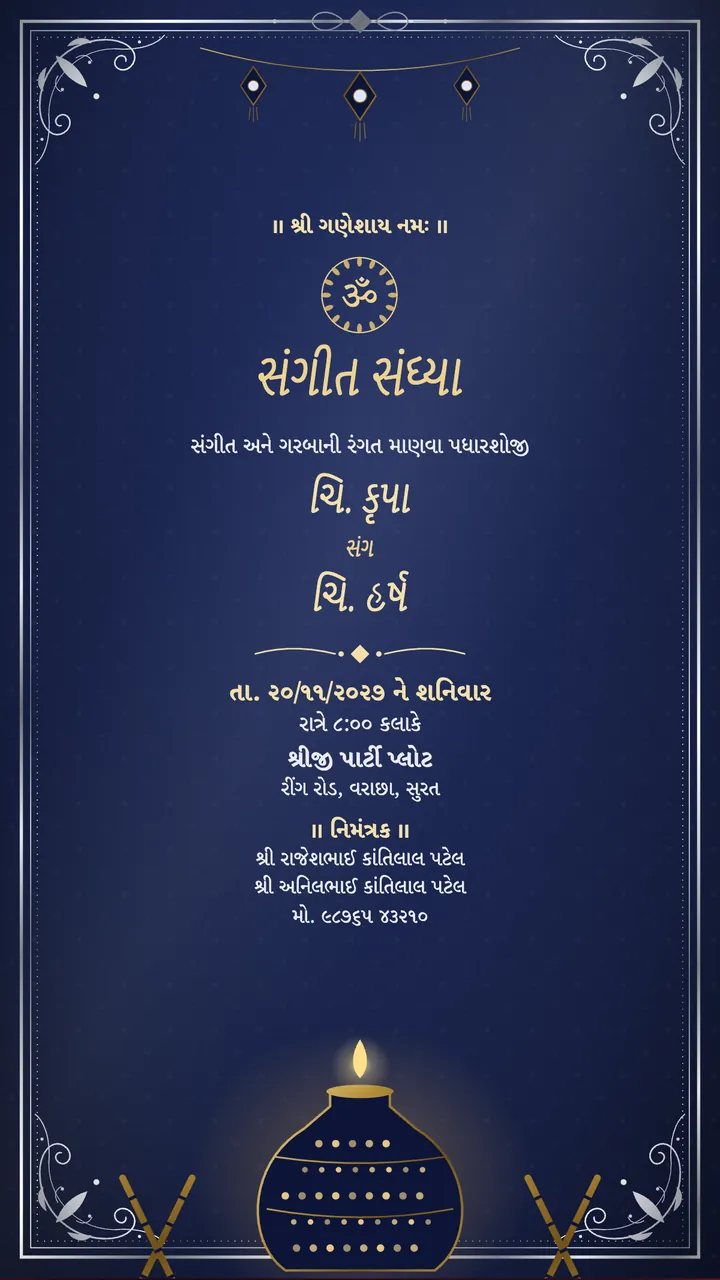 ॥ શ્રી ગણેશાય નમઃ ॥
ૐ
સંગીત સંધ્યા
સંગીત અને ગરબાની રંગત માણવા પધારશોજી
ચિ. કૃપા
સંગ
ચિ. હર્ષ
તા. ૨૦/૧૧/૨૦૨૭ ને શનિવાર
રાત્રે ૮:૦૦ કલાકે
શ્રીજી પાર્ટી પ્લોટ
રીંગ રોડ, વરાછા, સુરત
॥ નિમંત્રક ॥
શ્રી રાજેશભાઈ કાંતિલાલ પટેલ
શ્રી અનિલભાઈ કાંતિલાલ પટેલ
મો. ૯૮૭૬૫ ૪૩૨૧૦